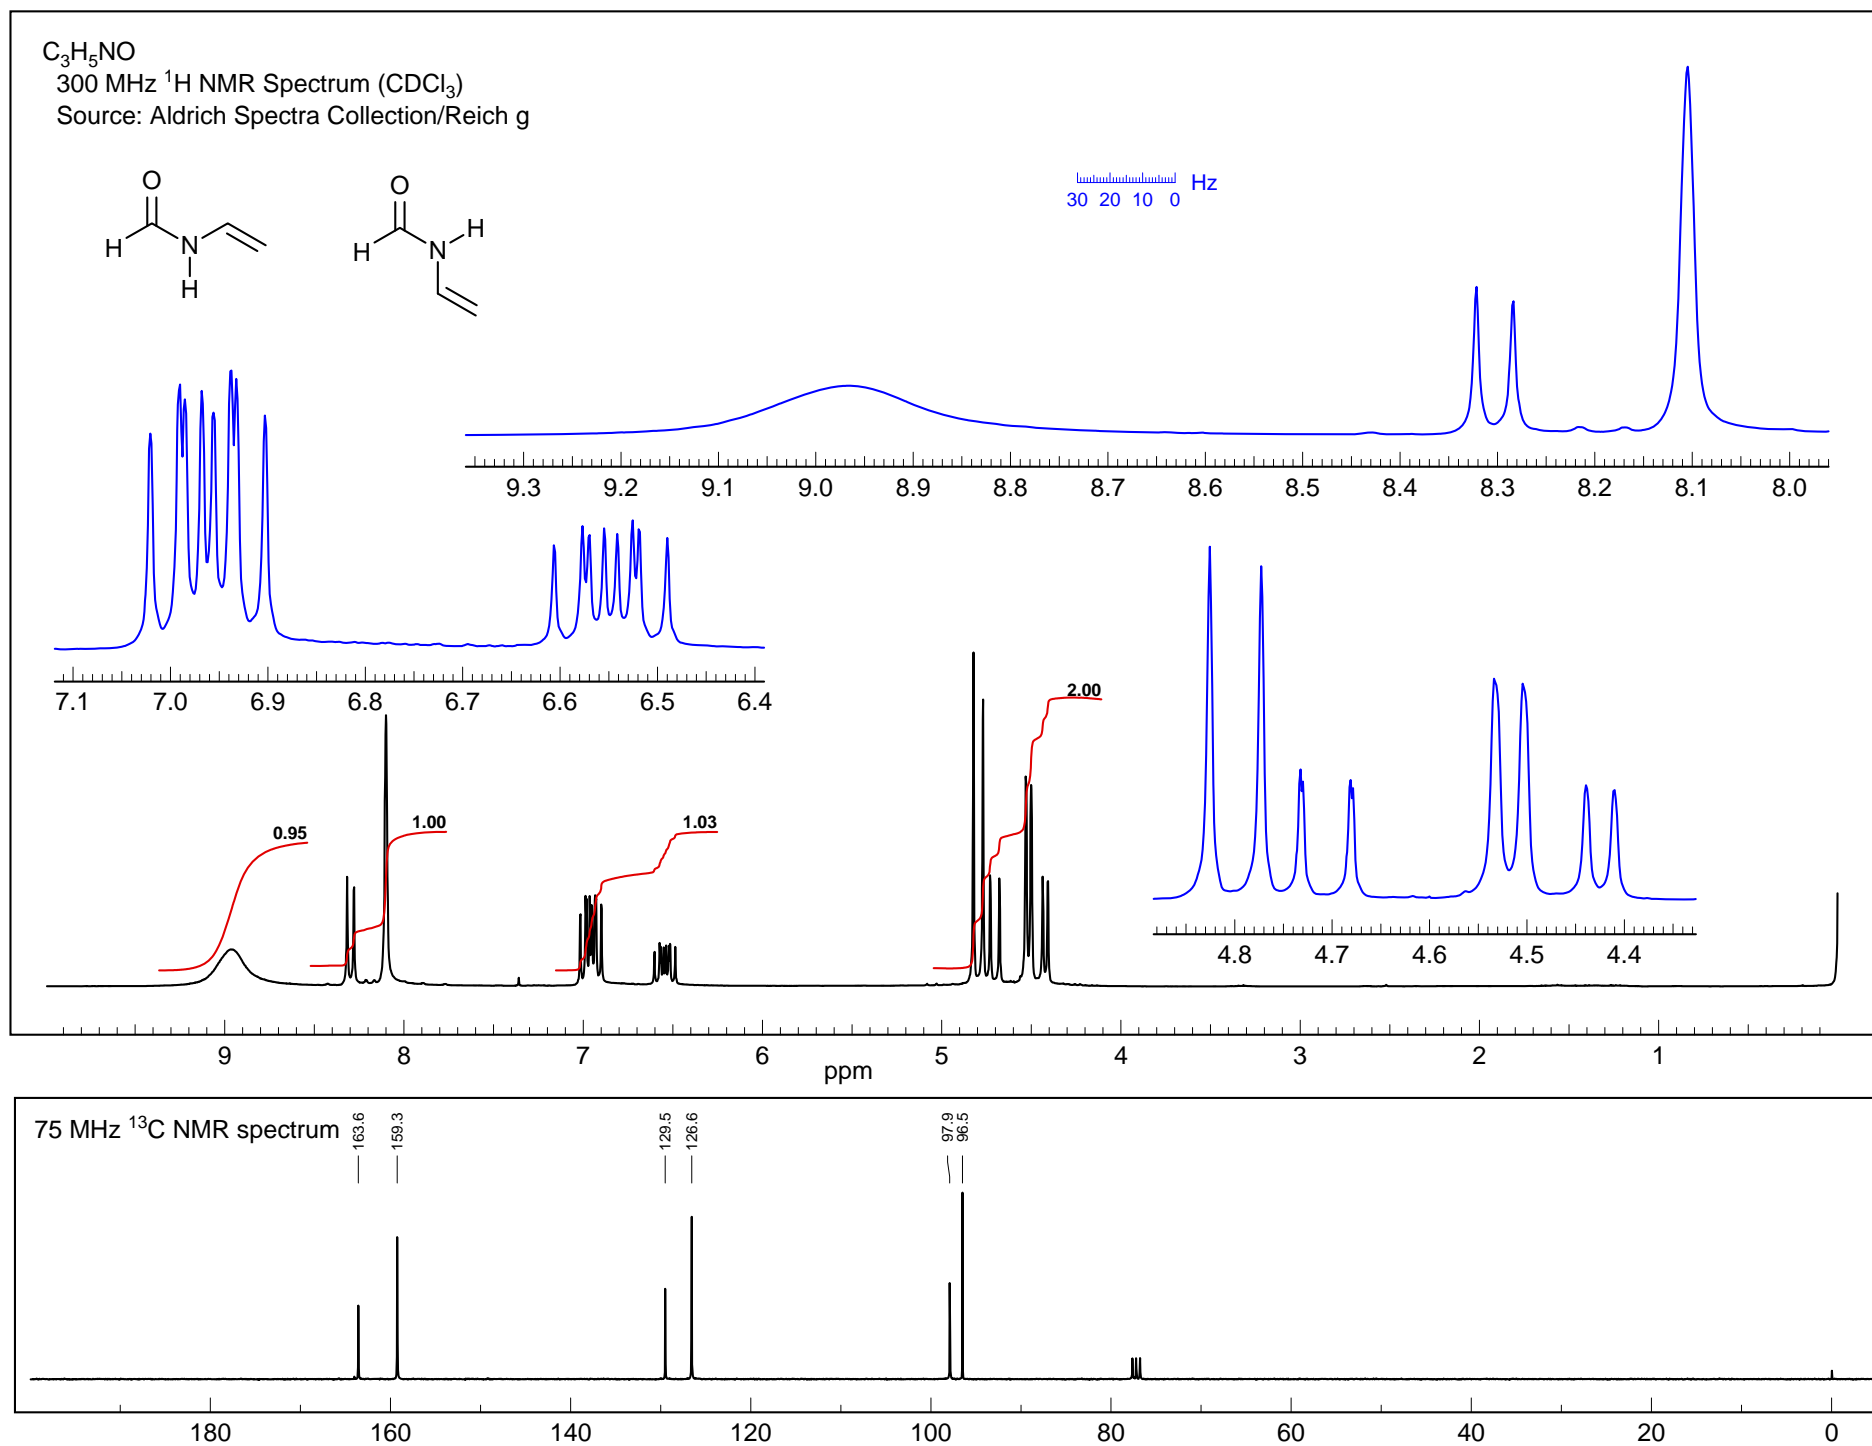 C₃H₅NO
300 MHz ¹H NMR Spectrum (CDCl₃)
Source: Aldrich Spectra Collection/Reich g
O
H
N
H
O
H
N
H
30 20 10 0 Hz
9.3 9.2 9.1 9.0 8.9 8.8 8.7 8.6 8.5 8.4 8.3 8.2 8.1 8.0
7.1 7.0 6.9 6.8 6.7 6.6 6.5 6.4
2.00
0.95
1.00
1.03
4.8 4.7 4.6 4.5 4.4
9 8 7 6 5 4 3 2 1
ppm
75 MHz ¹³C NMR spectrum
163.6
159.3
129.5
126.6
97.9
96.5
180 160 140 120 100 80 60 40 20 0